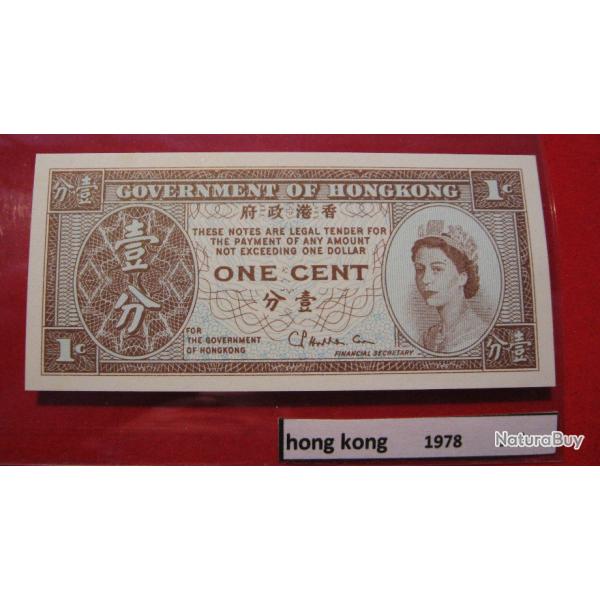 分壹
GOVERNMENT OF HONGKONG
1C
府政港香
THESE NOTES ARE LEGAL TENDER FOR
THE PAYMENT OF ANY AMOUNT
NOT EXCEEDING ONE DOLLAR
壹分
ONE CENT
分壹
FOR
THE GOVERNMENT
OF HONGKONG
FINANCIAL SECRETARY
1C
分壹
hong kong 1978
NaturaBuy